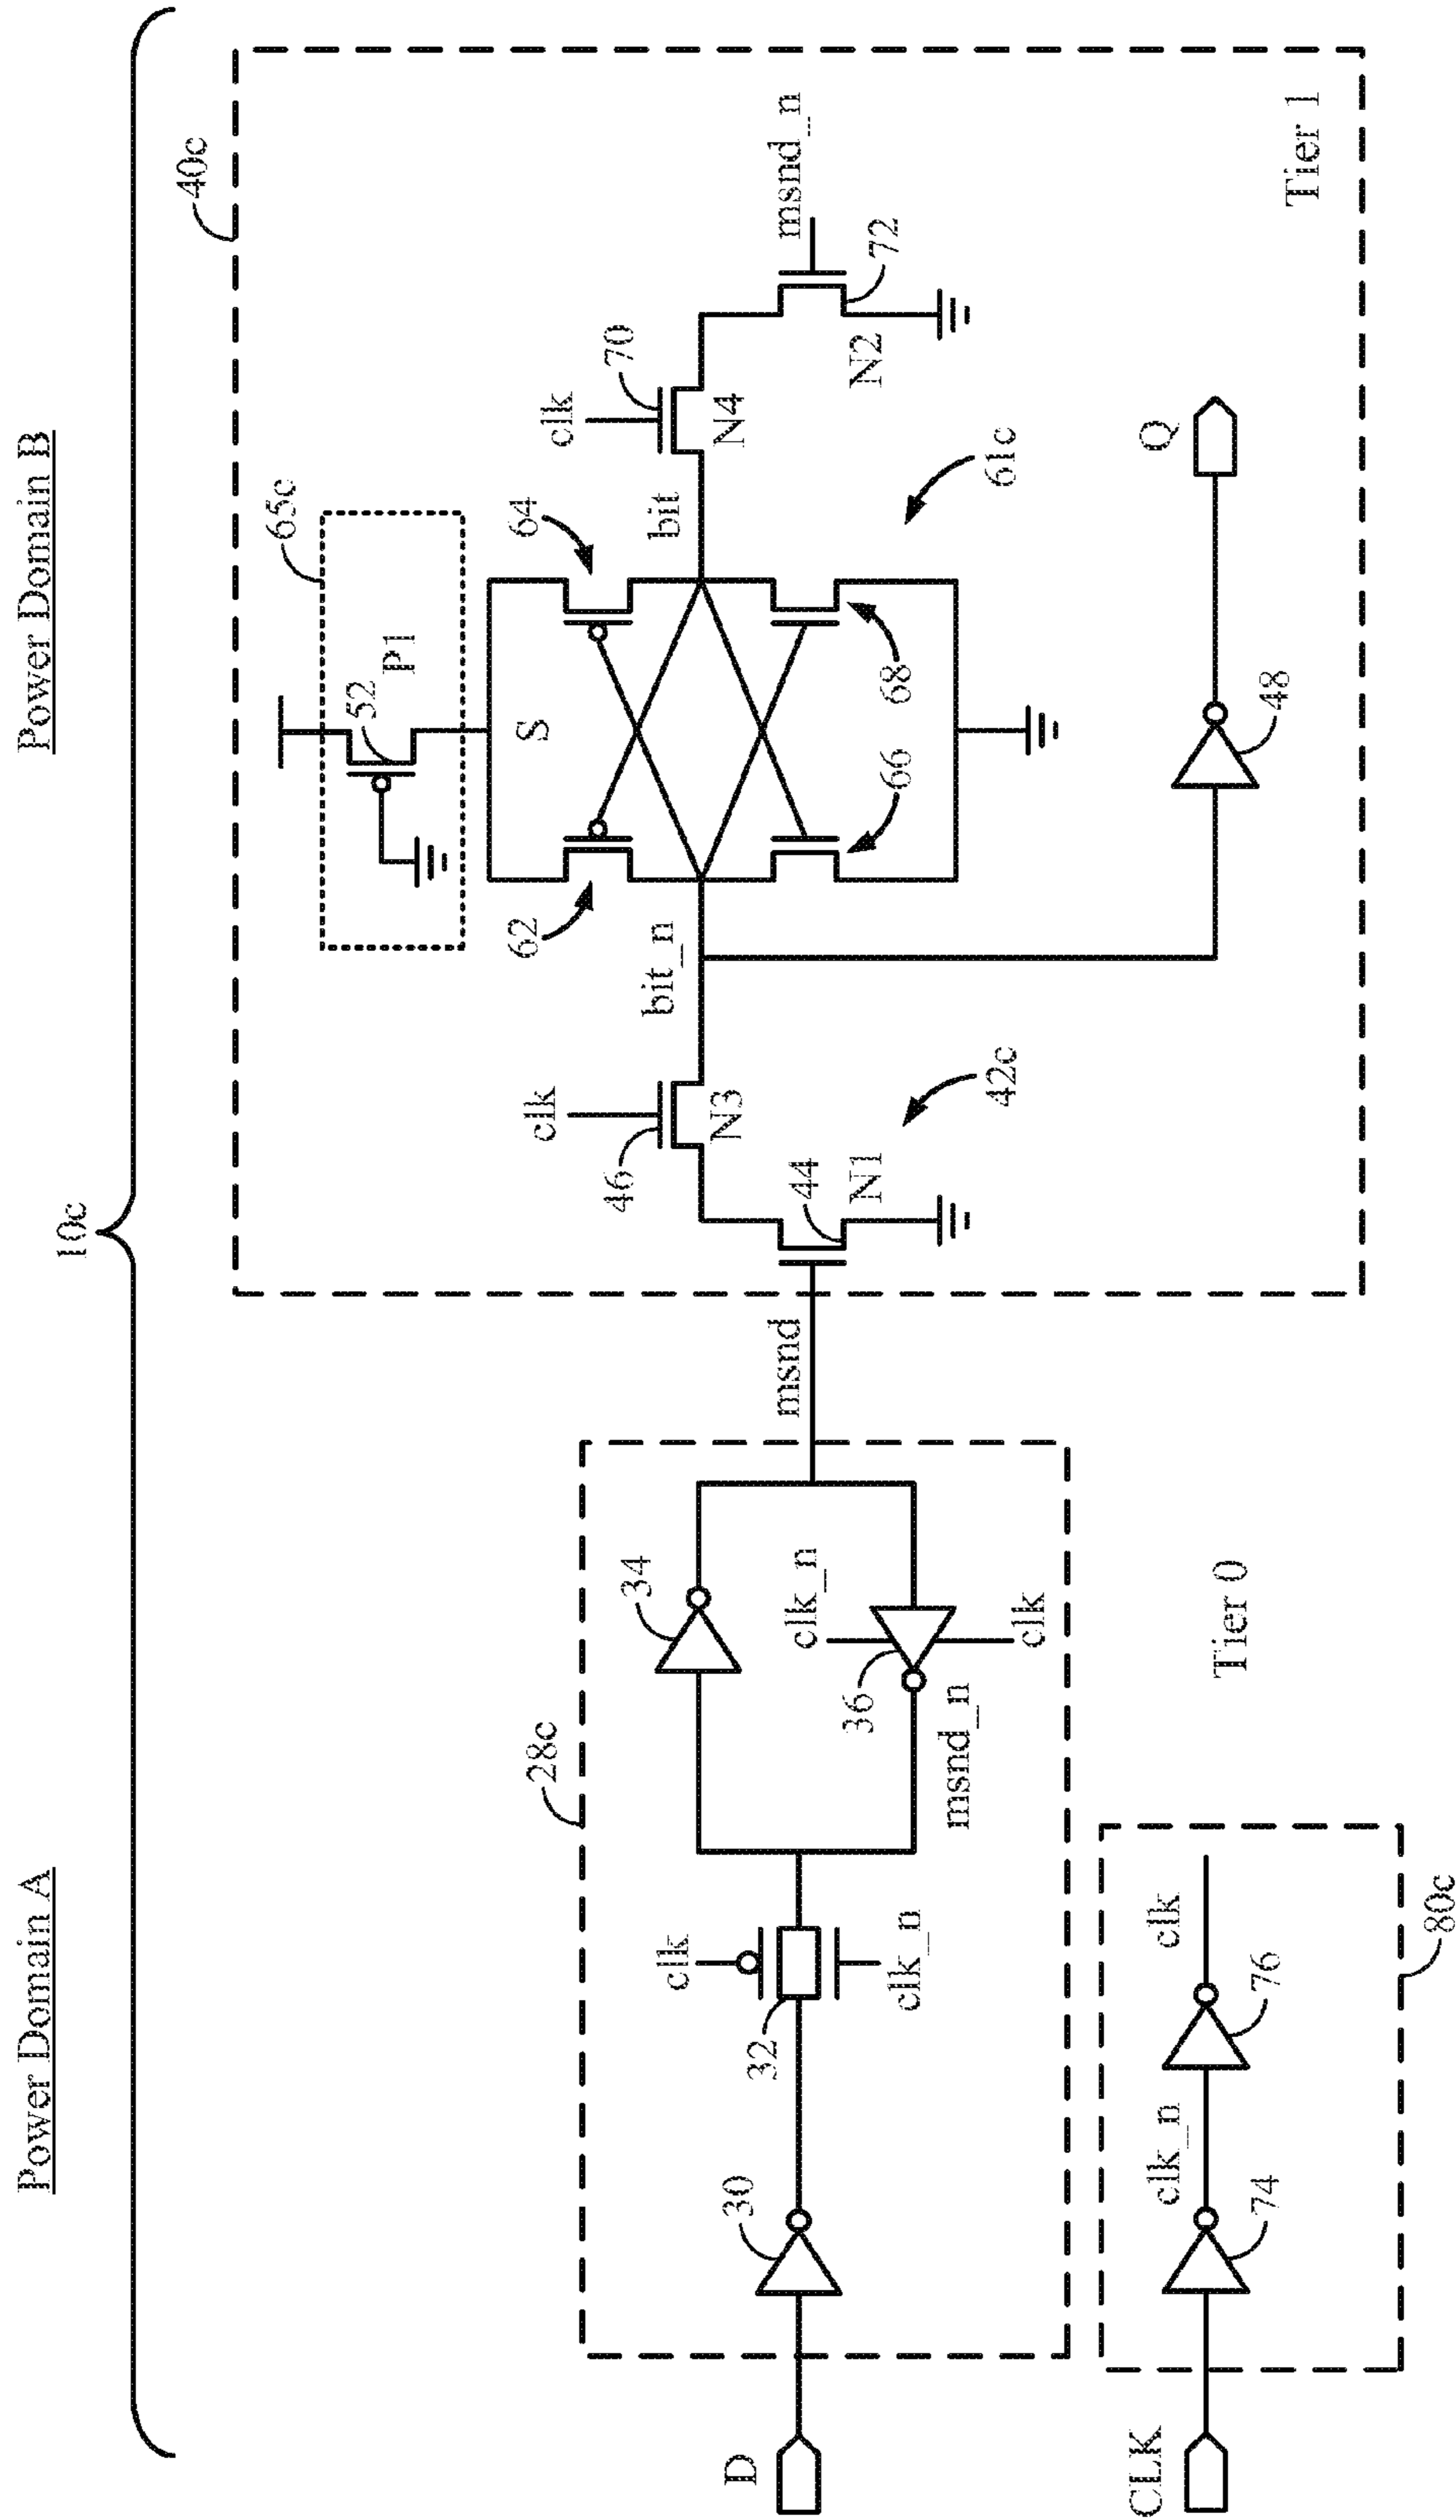 10c
Power Domain A
Power Domain B
28c
40c
65c
52
P1
clk
clk
62
S
64
34
46
N3
bit_n
bit
N4
70
clk
30
32
msnd
msnd_n
D
clk_n
clk_n
36
44
N1
66
68
N2
72
msnd_n
clk
42c
61c
CLK
clk_n
clk
74
76
Tier 0
48
Q
Tier 1
80c